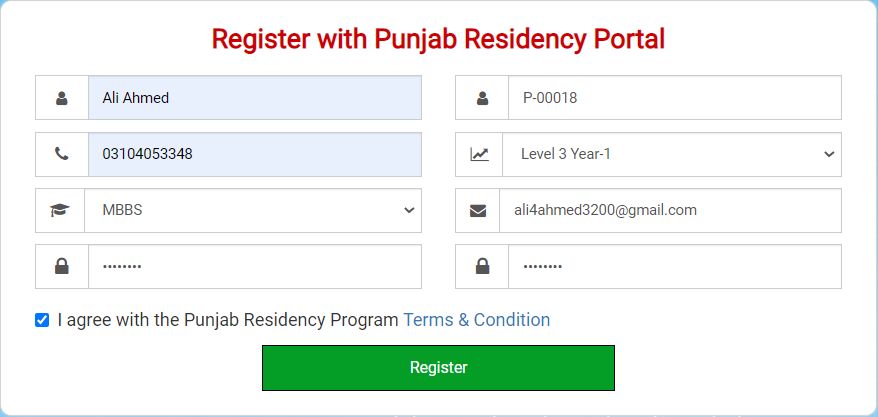 Register with Punjab Residency Portal
Ali Ahmed
P-00018
03104053348
Level 3 Year-1
MBBS
ali4ahmed3200@gmail.com
••••••••
••••••••
I agree with the Punjab Residency Program Terms & Condition
Register